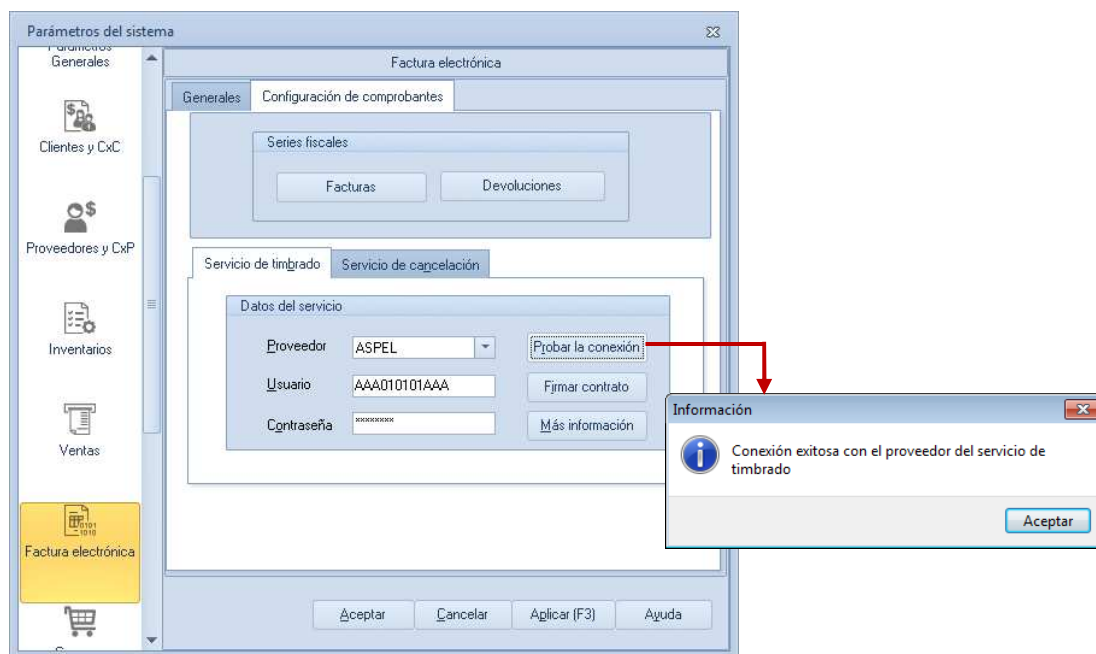 Parámetros del sistema
Parámetros
Generales
Clientes y CxC
Proveedores y CxP
Inventarios
Ventas
0101
1010
Factura electrónica
Factura electrónica
Generales
Configuración de comprobantes
Series fiscales
Facturas
Devoluciones
Servicio de timbrado
Servicio de cancelación
Datos del servicio
Proveedor
ASPEL
Probar la conexión
Usuario
AAA010101AAA
Firmar contrato
Contraseña
********
Más información
Aceptar
Cancelar
Aplicar (F3)
Ayuda
Información
Conexión exitosa con el proveedor del servicio de
timbrado
Aceptar